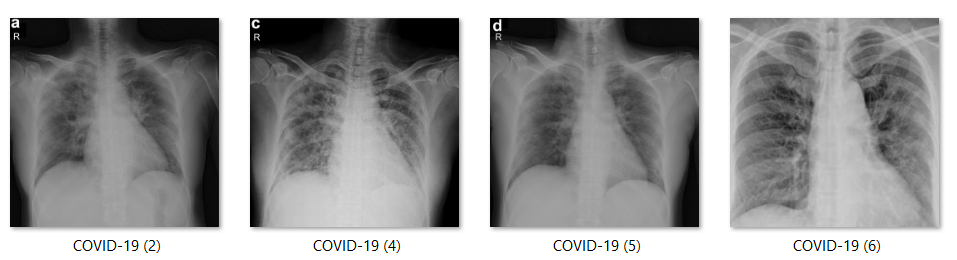 a
R
c
R
d
R
COVID-19 (2)
COVID-19 (4)
COVID-19 (5)
COVID-19 (6)